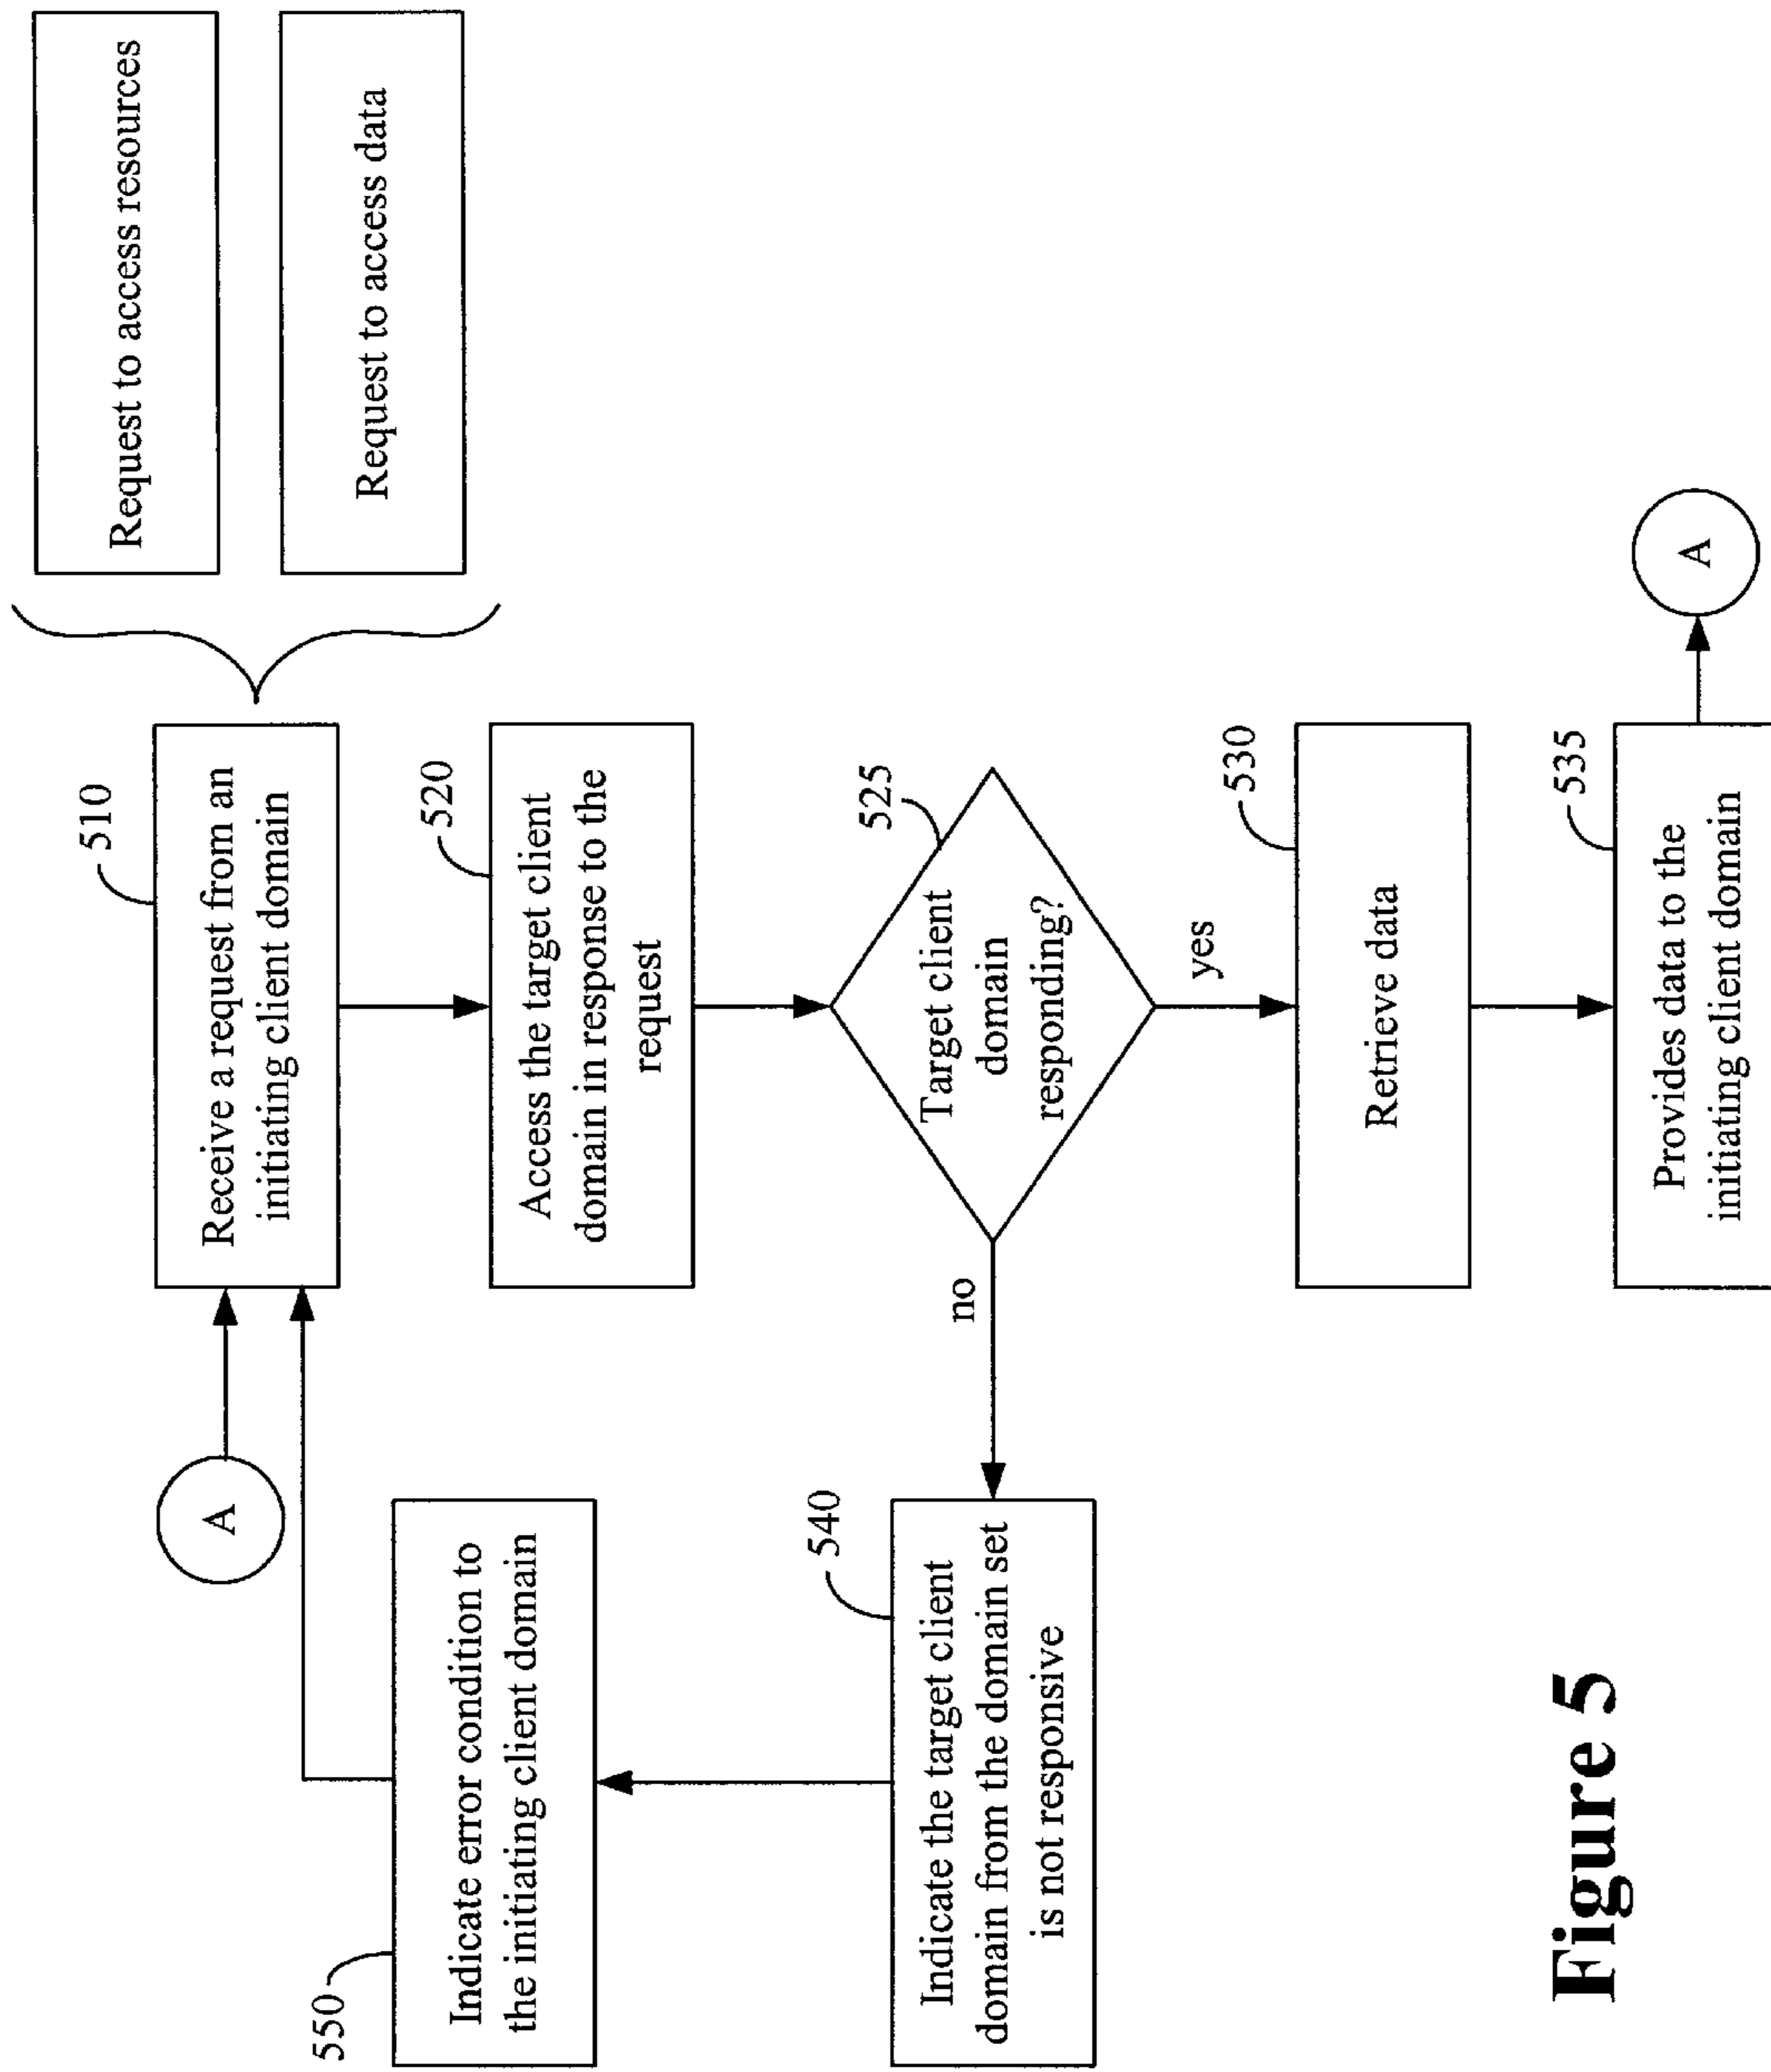 510
Receive a request from an
initiating client domain
Request to access resources
Request to access data
A
520
Access the target client
domain in response to the
request
525
Target client
domain
responding?
no
yes
530
Retrieve data
535
Provides data to the
initiating client domain
A
540
Indicate the target client
domain from the domain set
is not responsive
550
Indicate error condition to
the initiating client domain
Figure 5